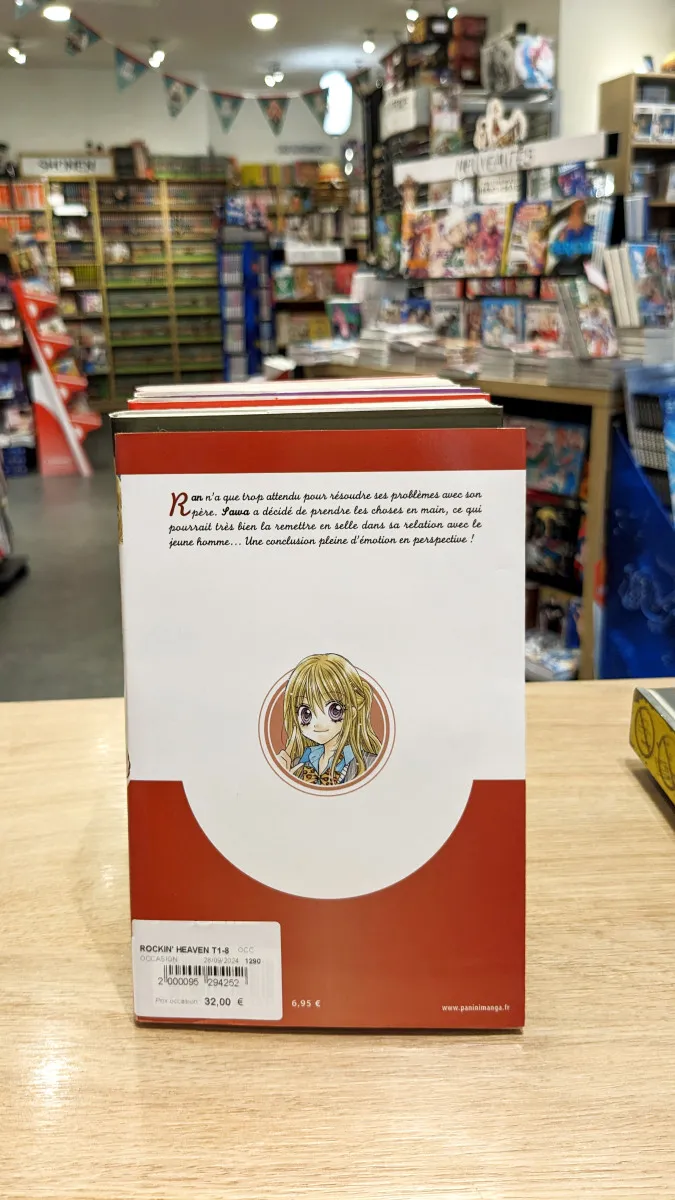 NOUVEAUTÉS
Ran n'a que trop attendu pour résoudre ses problèmes avec son
père. Sawa a décidé de prendre les choses en main, ce qui
pourrait très bien la remettre en selle dans sa relation avec le
jeune homme... Une conclusion pleine d'émotion en perspective !
ROCKIN' HEAVEN T1-8 OCC
OCCASION 28/09/2024 1290
2 000095 294252
Prix occasion 32,00 €
6,95 €
www.paninimanga.fr